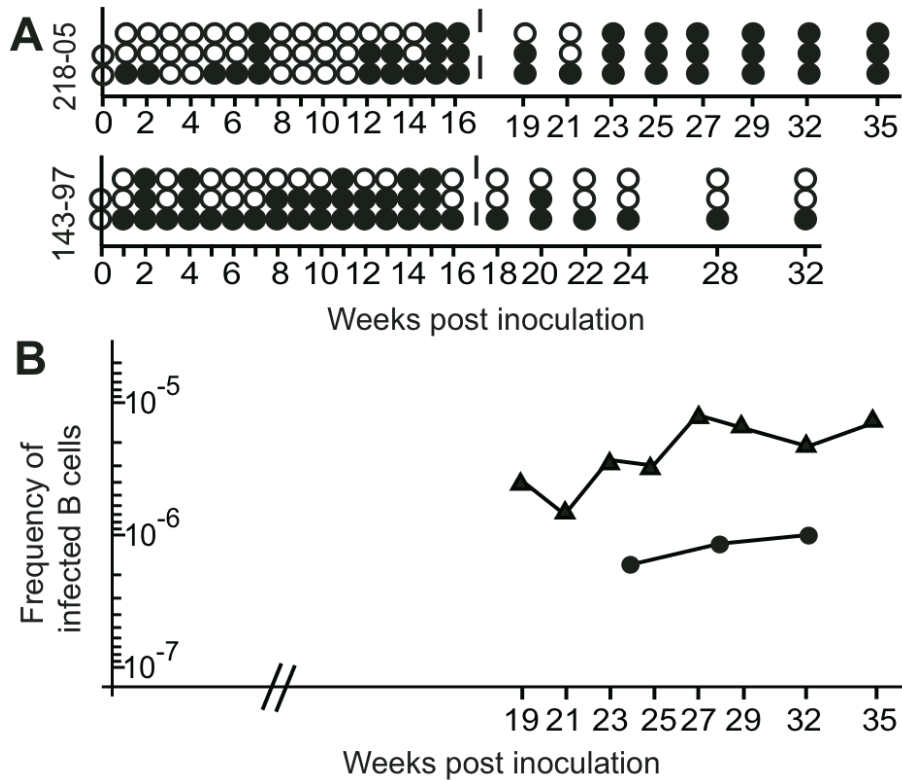 A
218-05
0 2 4 6 8 10 12 14 16 19 21 23 25 27 29 32 35
143-97
0 2 4 6 8 10 12 14 16 18 20 22 24 28 32
Weeks post inoculation
B
Frequency of
infected B cells
10-5
10-6
10-7
19 21 23 25 27 29 32 35
Weeks post inoculation